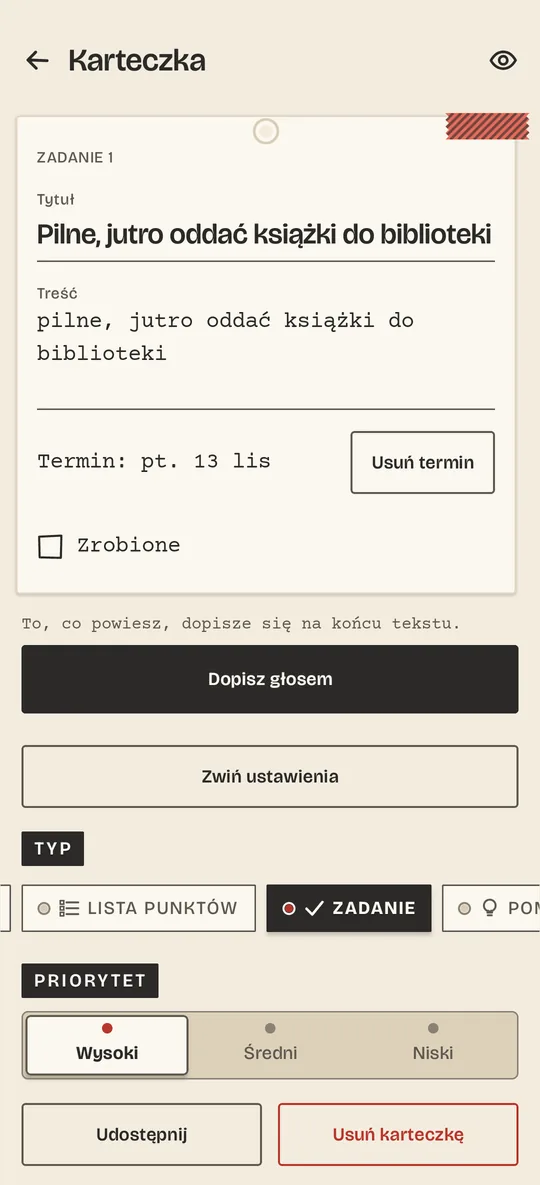 Karteczka
ZADANIE 1
Tytuł
Pilne, jutro oddać książki do biblioteki
Treść
pilne, jutro oddać książki do
biblioteki
Termin: pt. 13 lis
Usuń termin
Zrobione
To, co powiesz, dopisze się na końcu tekstu.
Dopisz głosem
Zwiń ustawienia
TYP
LISTA PUNKTÓW
ZADANIE
PRIORYTET
Wysoki
Średni
Niski
Udostępnij
Usuń karteczkę